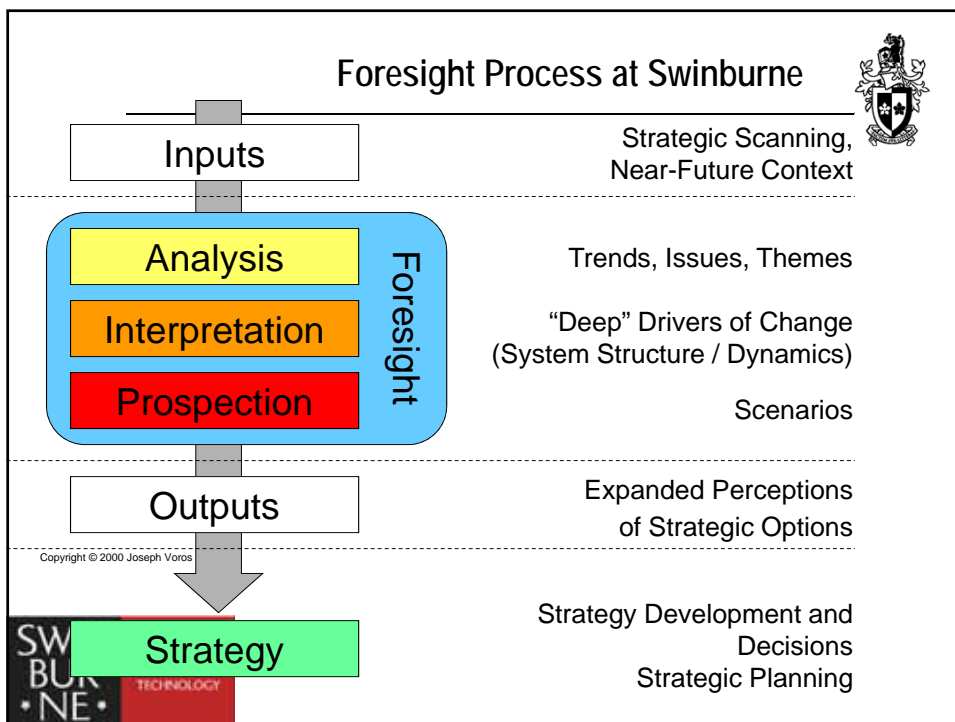 Foresight Process at Swinburne
Inputs
Strategic Scanning,
Near-Future Context
Foresight
Analysis
Trends, Issues, Themes
Interpretation
“Deep” Drivers of Change
(System Structure / Dynamics)
Prospection
Scenarios
Outputs
Expanded Perceptions
of Strategic Options
Copyright © 2000 Joseph Voros
Strategy
Strategy Development and
Decisions
Strategic Planning
SW
BUR
• NE •
TECHNOLOGY